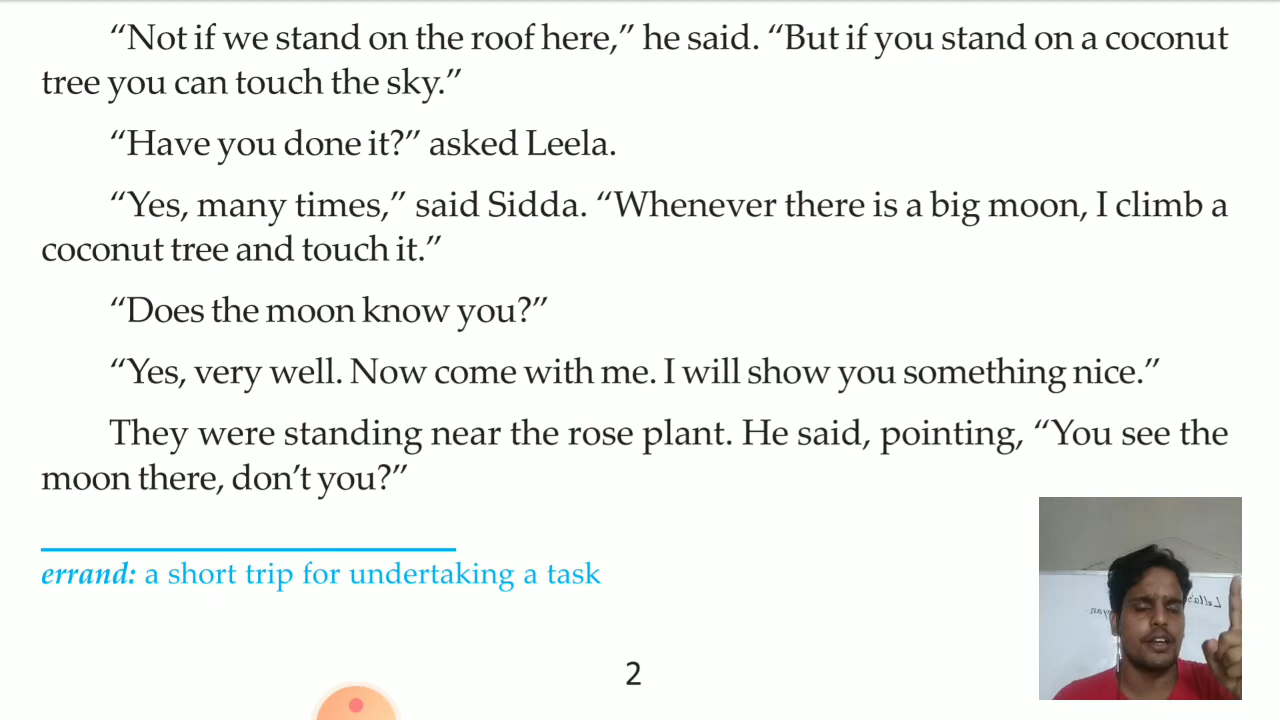 “Not if we stand on the roof here,” he said. “But if you stand on a coconut
tree you can touch the sky.”
“Have you done it?” asked Leela.
“Yes, many times,” said Sidda. “Whenever there is a big moon, I climb a
coconut tree and touch it.”
“Does the moon know you?”
“Yes, very well. Now come with me. I will show you something nice.”
They were standing near the rose plant. He said, pointing, “You see the
moon there, don’t you?”
errand: a short trip for undertaking a task
Lella's
2